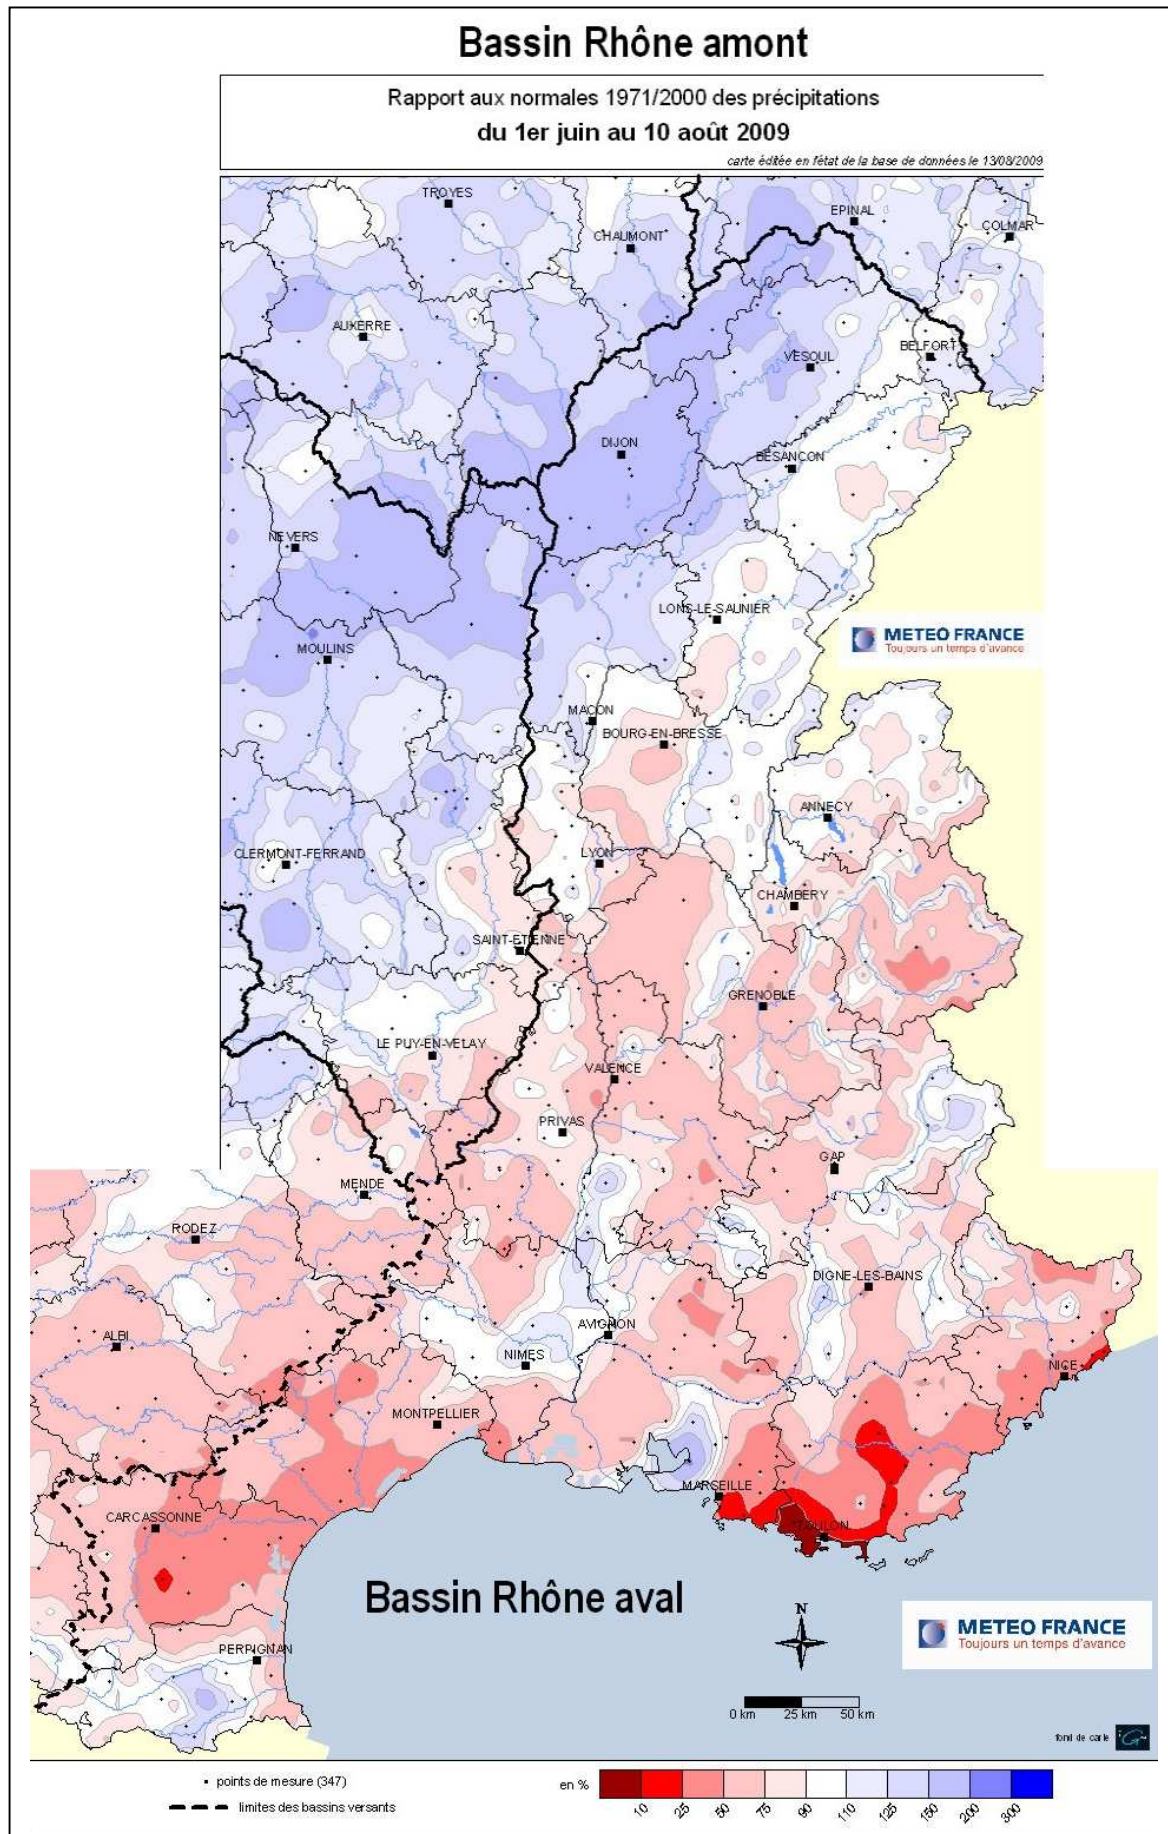 Bassin Rhône amont
Rapport aux normales 1971/2000 des précipitations
du 1er juin au 10 août 2009
carte éditée en l'état de la base de données le 13/08/2009
TROYES
EPINAL
COLMAR
CHAUMONT
AUXERRE
BELFORT
VESOUL
DIJON
BESANCON
NEVERS
LONS-LE-SAUNIER
METEO FRANCE
Toujours un temps d'avance
MOULINS
MACON
BOURG-EN-BRESSE
ANNECY
CLERMONT-FERRAND
LYON
CHAMBERY
SAINT-ETIENNE
GRENOBLE
LE PUY-EN-VELAY
VALENCE
PRIVAS
GAP
MENDE
RODEZ
DIGNE-LES-BAINS
AVIGNON
ALBI
NIMES
NICE
MONTPELLIER
MARSEILLE
CARCASSONNE
TOULON
Bassin Rhône aval
N
METEO FRANCE
Toujours un temps d'avance
PERPIGNAN
0 km 25 km 50 km
fond de carte
points de mesure (347)
en %
limites des bassins versants
10 25 50 75 90 110 125 150 200 300